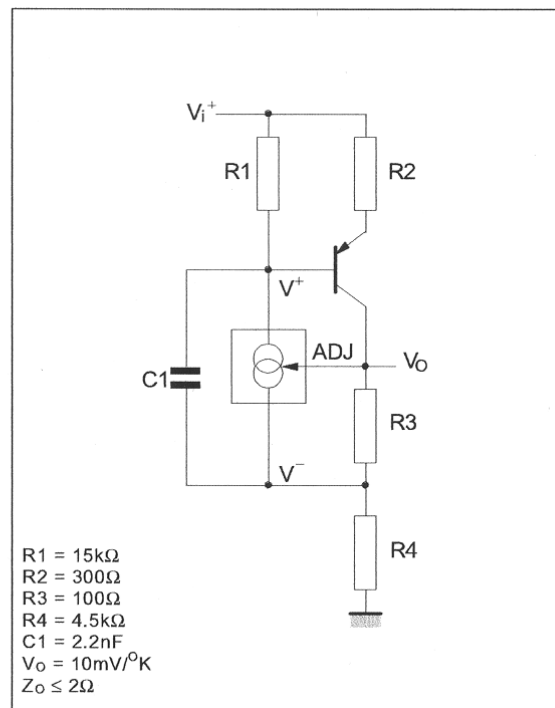 Vi+
R1
R2
V+
ADJ
VO
C1
R3
V−
R4
R1 = 15kΩ
R2 = 300Ω
R3 = 100Ω
R4 = 4.5kΩ
C1 = 2.2nF
VO = 10mV/°K
ZO ≤ 2Ω